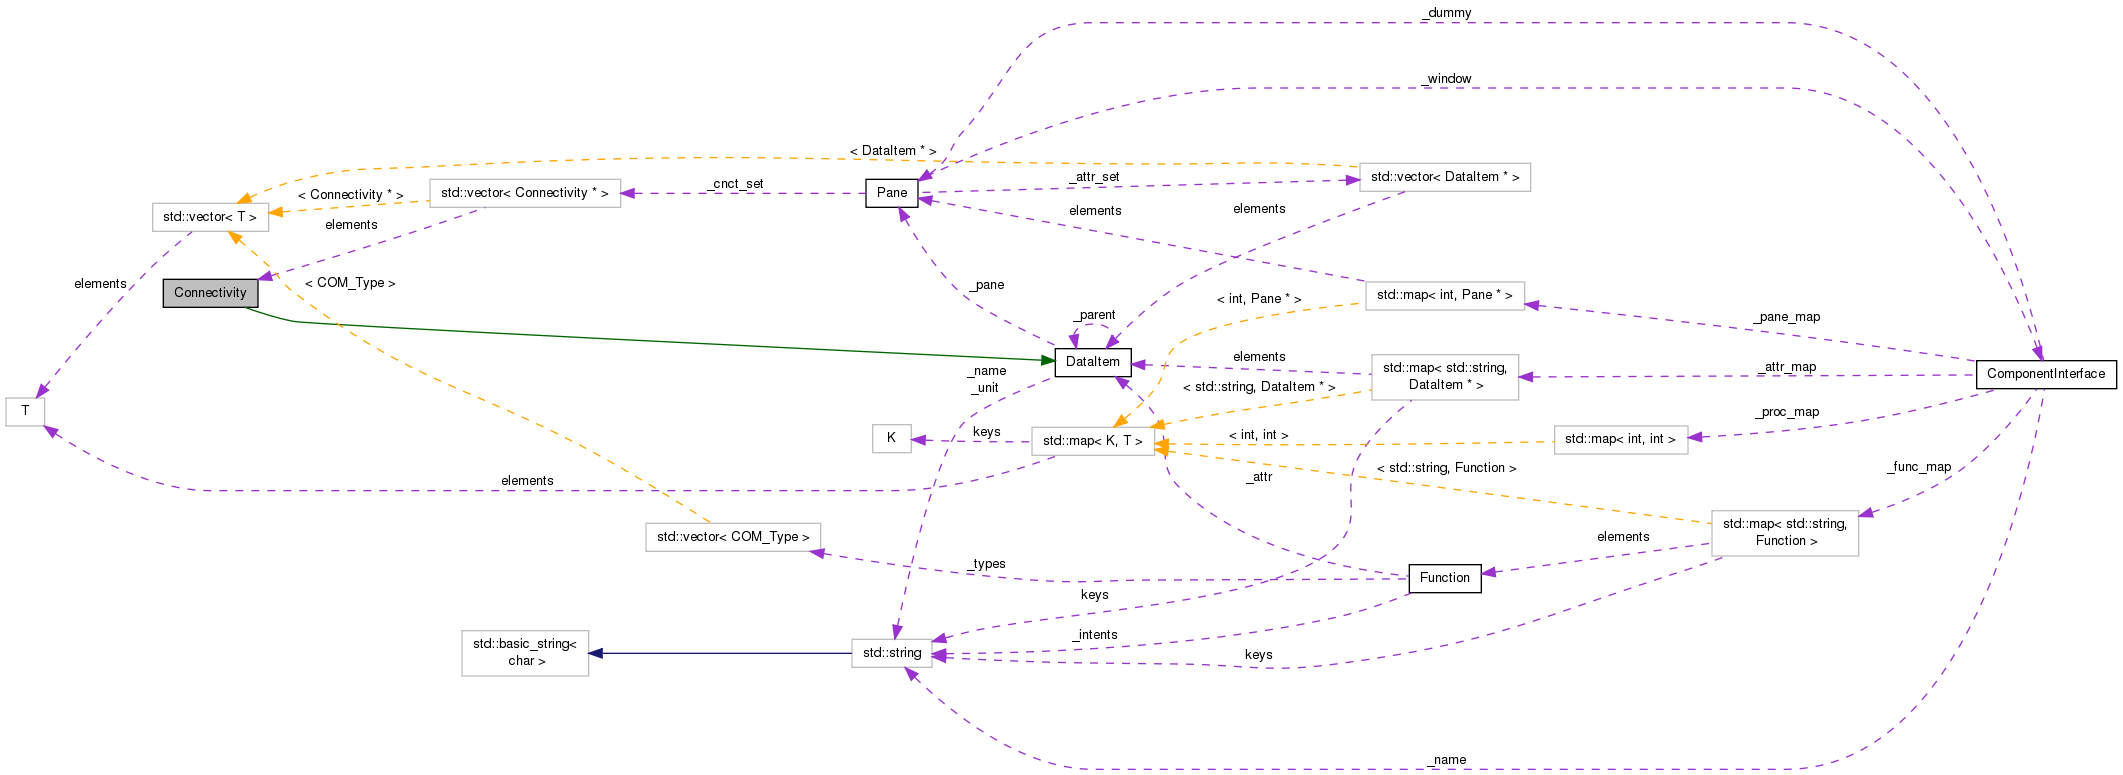 _dummy
_window
< DataItem * >
_cnct_set
_attr_set
std::vector< DataItem * >
std::vector< T >
< Connectivity * >
std::vector< Connectivity * >
Pane
elements
elements
elements
elements
Connectivity
< COM_Type >
_pane
< int, Pane * >
std::map< int, Pane * >
_pane_map
_parent
DataItem
elements
std::map< std::string,
DataItem * >
_attr_map
ComponentInterface
_name
_unit
< std::string, DataItem * >
T
K
keys
std::map< K, T >
< int, int >
std::map< int, int >
_proc_map
elements
_attr
< std::string, Function >
_func_map
std::vector< COM_Type >
std::map< std::string,
Function >
elements
_types
Function
keys
_intents
keys
std::basic_string<
char >
std::string
_name